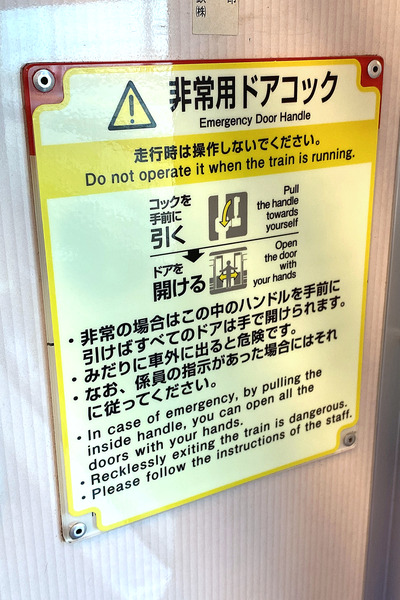 非常用ドアコック
Emergency Door Handle
走行時は操作しないでください。
Do not operate it when the train is running.
コックを
手前に
引く
Pull
the handle
towards
yourself
ドアを
開ける
Open
the door
with
your hands
・非常の場合はこの中のハンドルを手前に
引けばすべてのドアは手で開けられます。
・みだりに車外に出ると危険です。
・なお、係員の指示があった場合にはそれ
に従ってください。
・In case of emergency, by pulling the
inside handle, you can open all the
doors with your hands.
・Recklessly exiting the train is dangerous.
・Please follow the instructions of the staff.